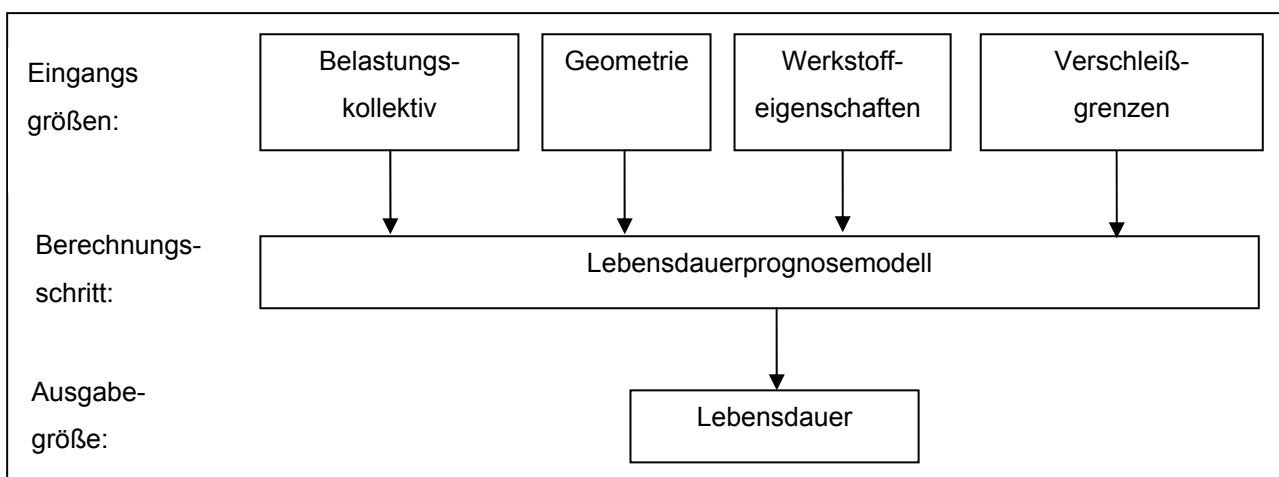 Eingangs
größen:
Belastungs-
kollektiv
Geometrie
Werkstoff-
eigenschaften
Verschleiß-
grenzen
Berechnungs-
schritt:
Lebensdauerprognosemodell
Ausgabe-
größe:
Lebensdauer